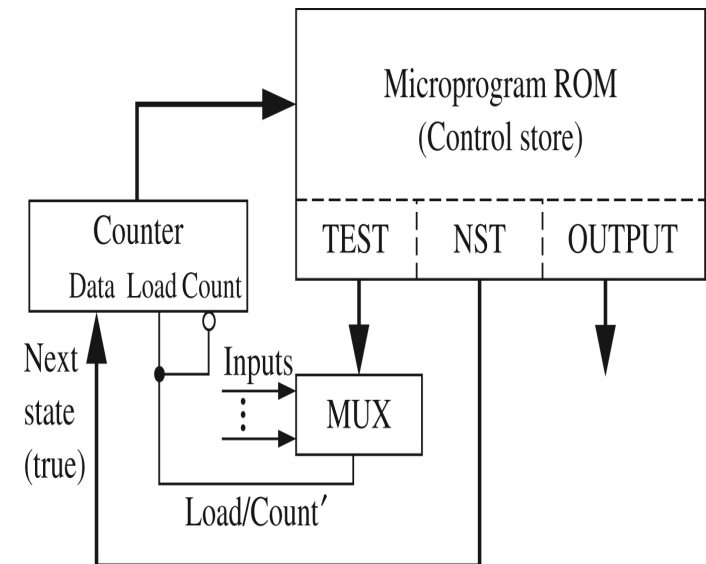 Microprogram ROM
(Control store)
TEST
NST
OUTPUT
Counter
Data Load Count
Next
state
(true)
Inputs
MUX
Load/Count′